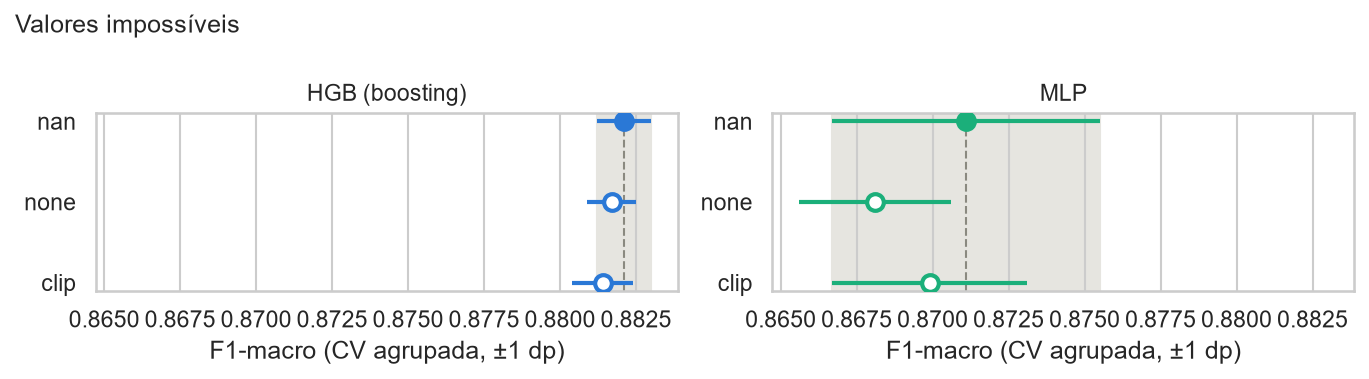 Valores impossíveis
HGB (boosting)
nan
none
clip
0.8650 0.8675 0.8700 0.8725 0.8750 0.8775 0.8800 0.8825
F1-macro (CV agrupada, ±1 dp)
MLP
nan
none
clip
0.8650 0.8675 0.8700 0.8725 0.8750 0.8775 0.8800 0.8825
F1-macro (CV agrupada, ±1 dp)